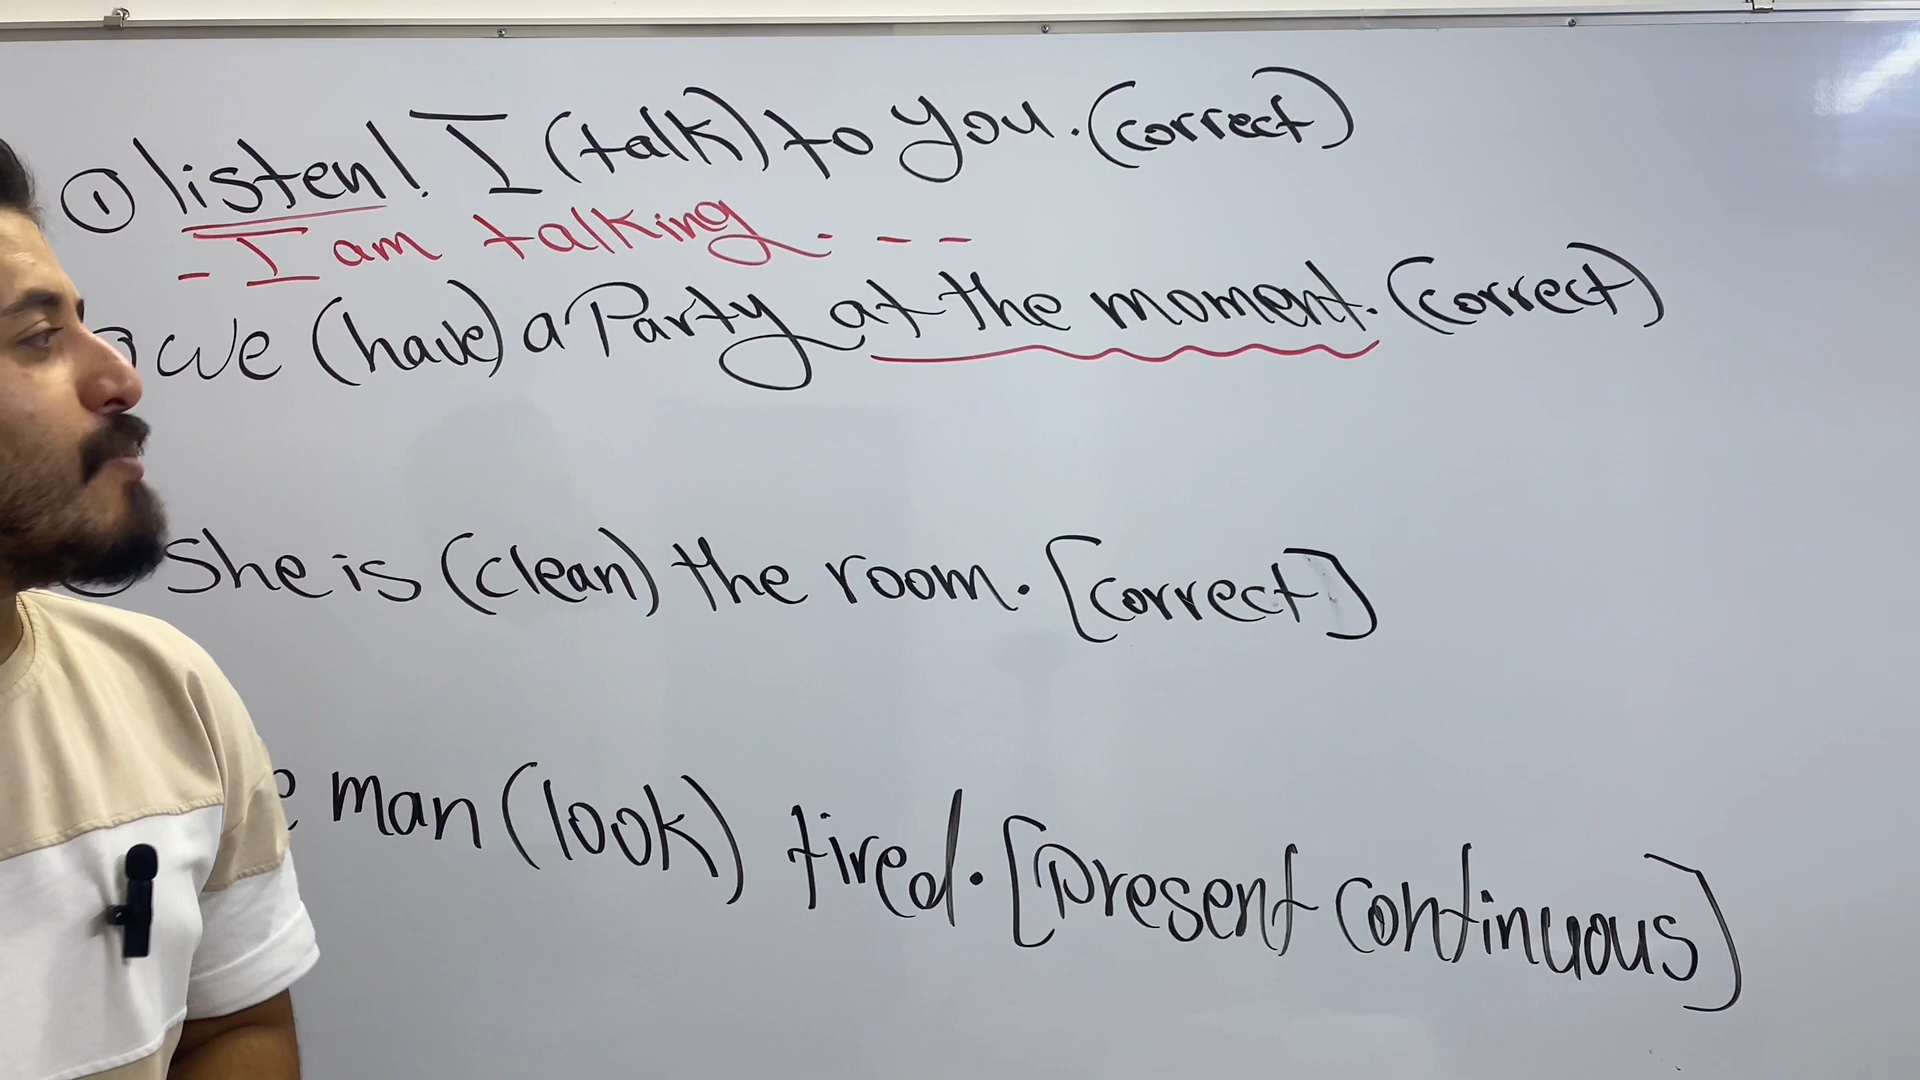 ① listen! I (talk) to you. (correct)
- I am talking. - -
We (have) a Party at the moment. (correct)
She is (clean) the room. [correct]
man (look) tired. [Present Continuous]